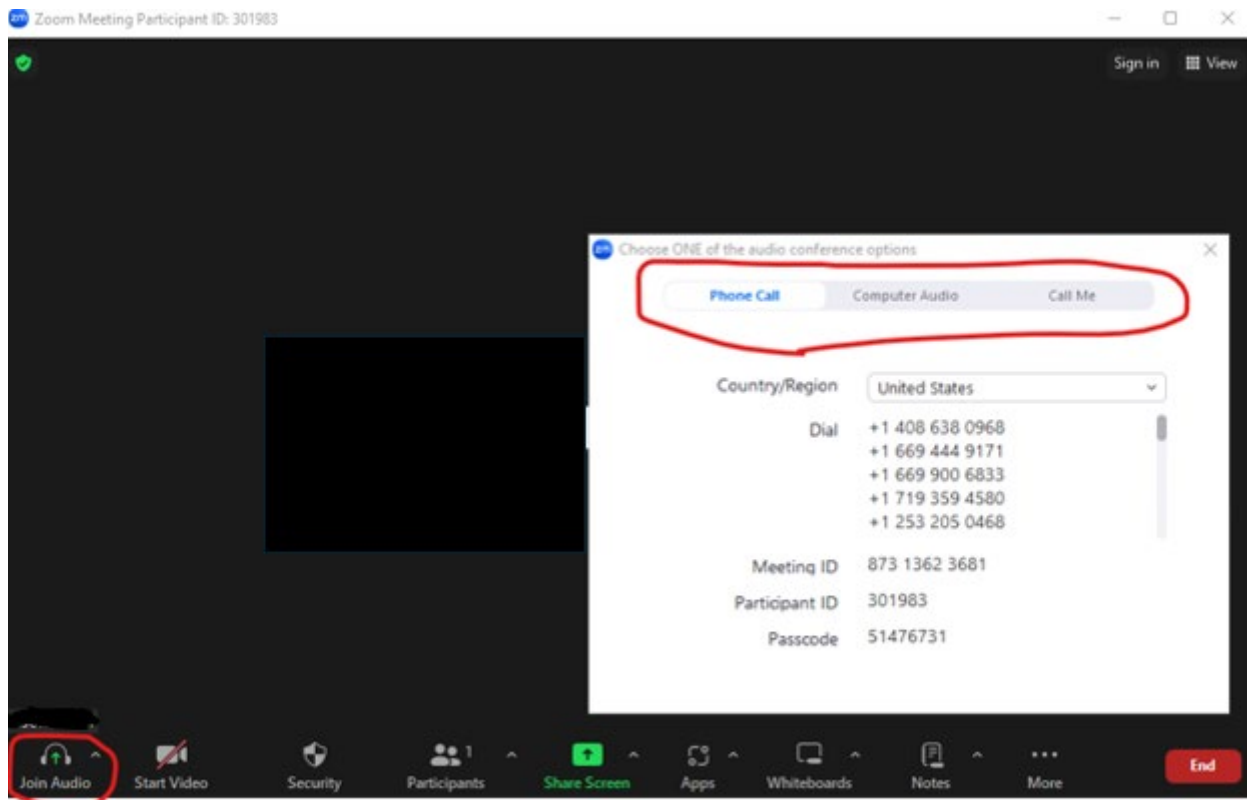 zm Zoom Meeting Participant ID: 301983
Sign in View
zm Choose ONE of the audio conference options
Phone Call Computer Audio Call Me
Country/Region United States
Dial +1 408 638 0968
+1 669 444 9171
+1 669 900 6833
+1 719 359 4580
+1 253 205 0468
Meeting ID 873 1362 3681
Participant ID 301983
Passcode 51476731
1
Join Audio Start Video Security Participants Share Screen Apps Whiteboards Notes More End